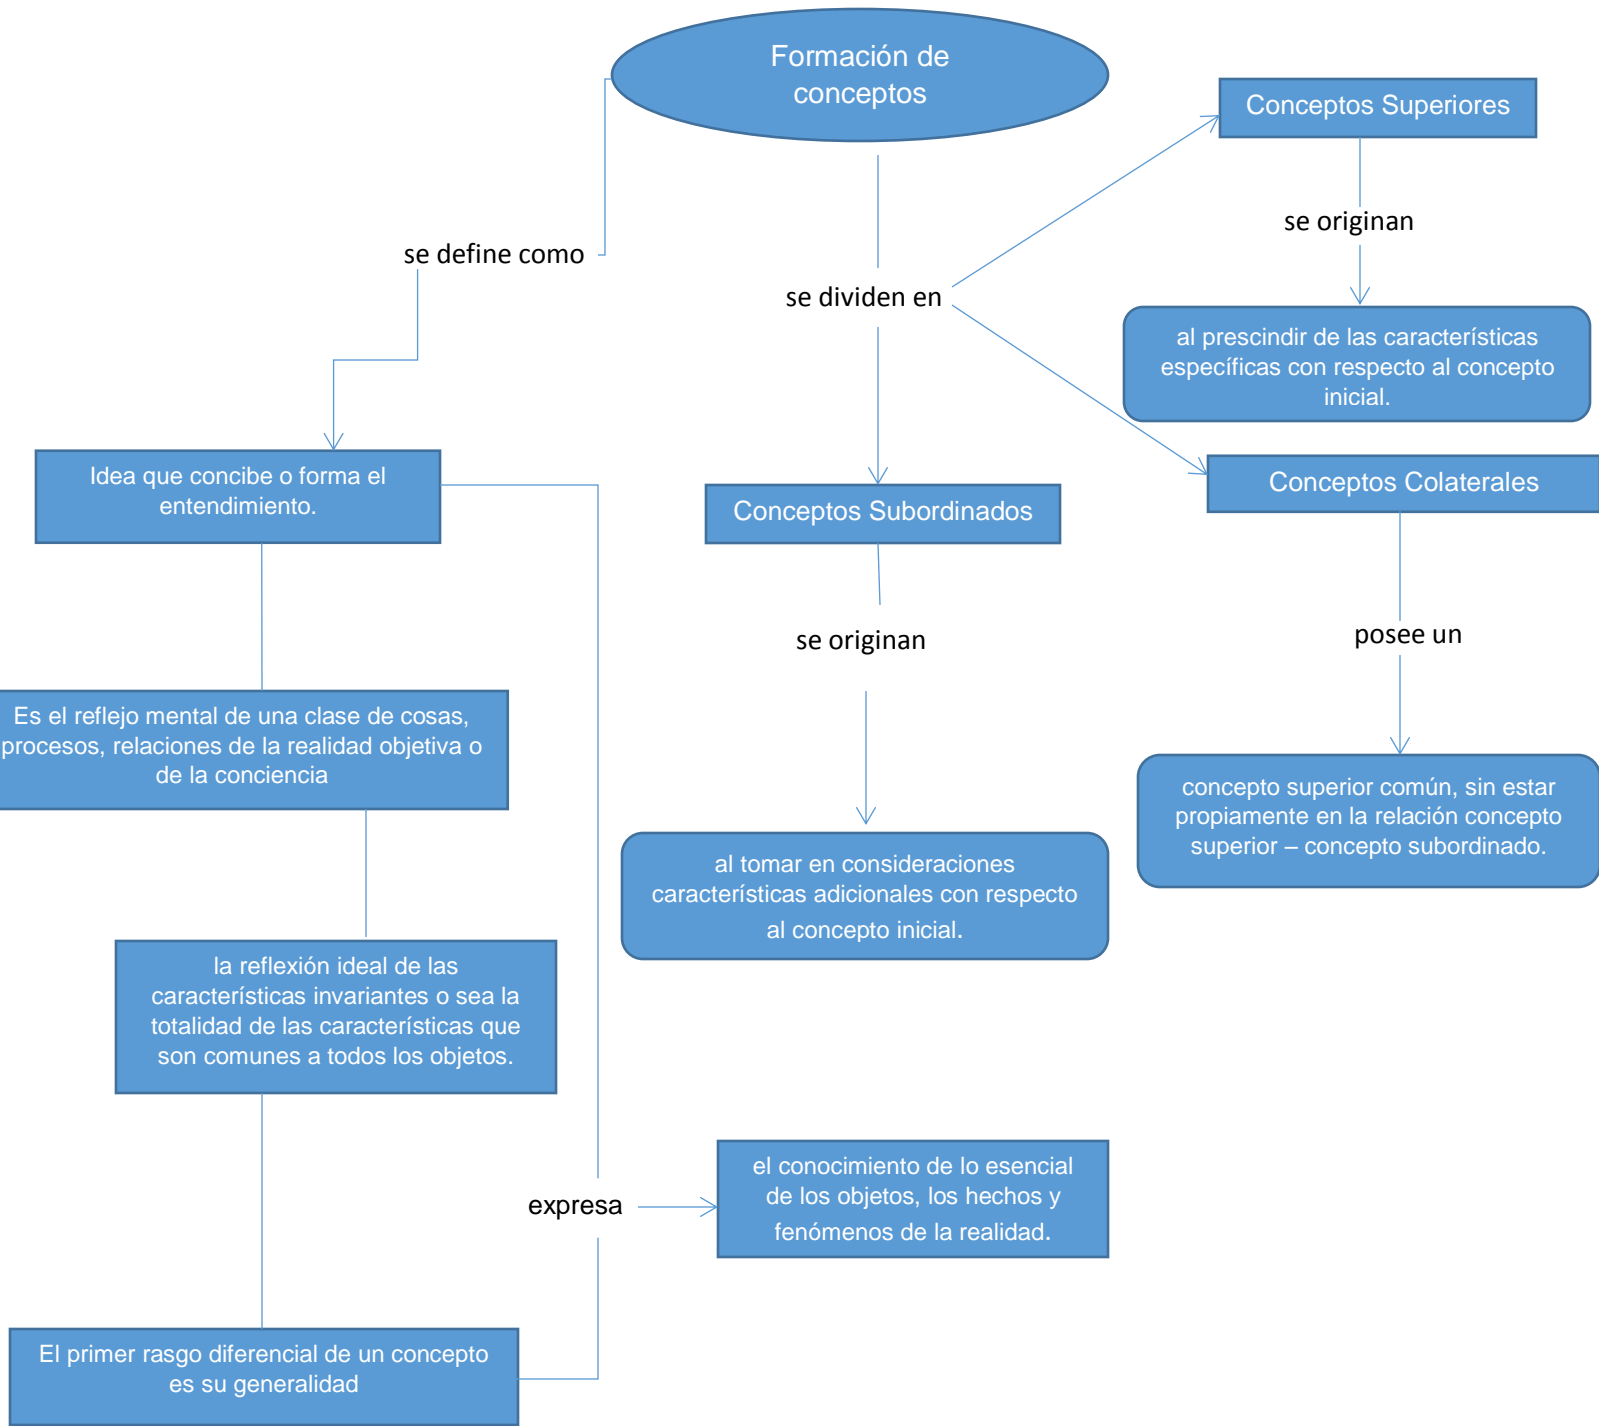 Formación de
conceptos
Conceptos Superiores
se originan
al prescindir de las características
específicas con respecto al concepto
inicial.
se define como
se dividen en
Idea que concibe o forma el
entendimiento.
Conceptos Subordinados
Conceptos Colaterales
se originan
posee un
Es el reflejo mental de una clase de cosas,
procesos, relaciones de la realidad objetiva o
de la conciencia
concepto superior común, sin estar
propiamente en la relación concepto
superior – concepto subordinado.
al tomar en consideraciones
características adicionales con respecto
al concepto inicial.
la reflexión ideal de las
características invariantes o sea la
totalidad de las características que
son comunes a todos los objetos.
expresa
el conocimiento de lo esencial
de los objetos, los hechos y
fenómenos de la realidad.
El primer rasgo diferencial de un concepto
es su generalidad